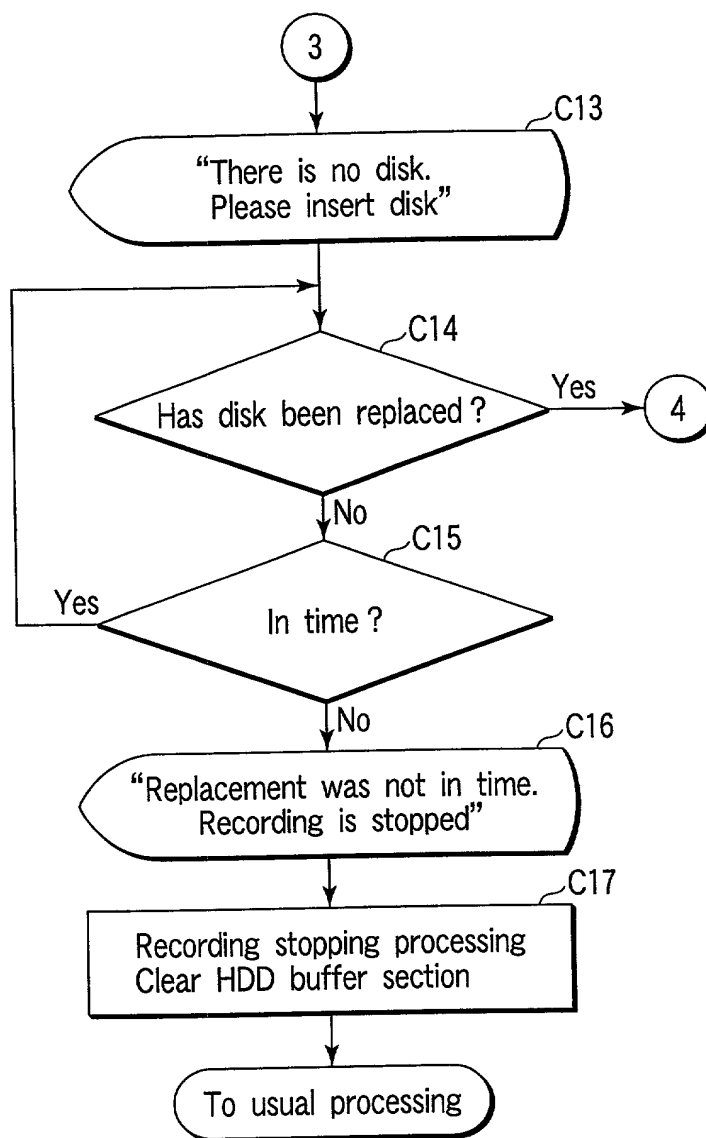 3
C13
“There is no disk.
Please insert disk”
C14
Has disk been replaced ?
Yes
4
No
C15
Yes
In time ?
No
C16
“Replacement was not in time.
Recording is stopped”
C17
Recording stopping processing
Clear HDD buffer section
To usual processing